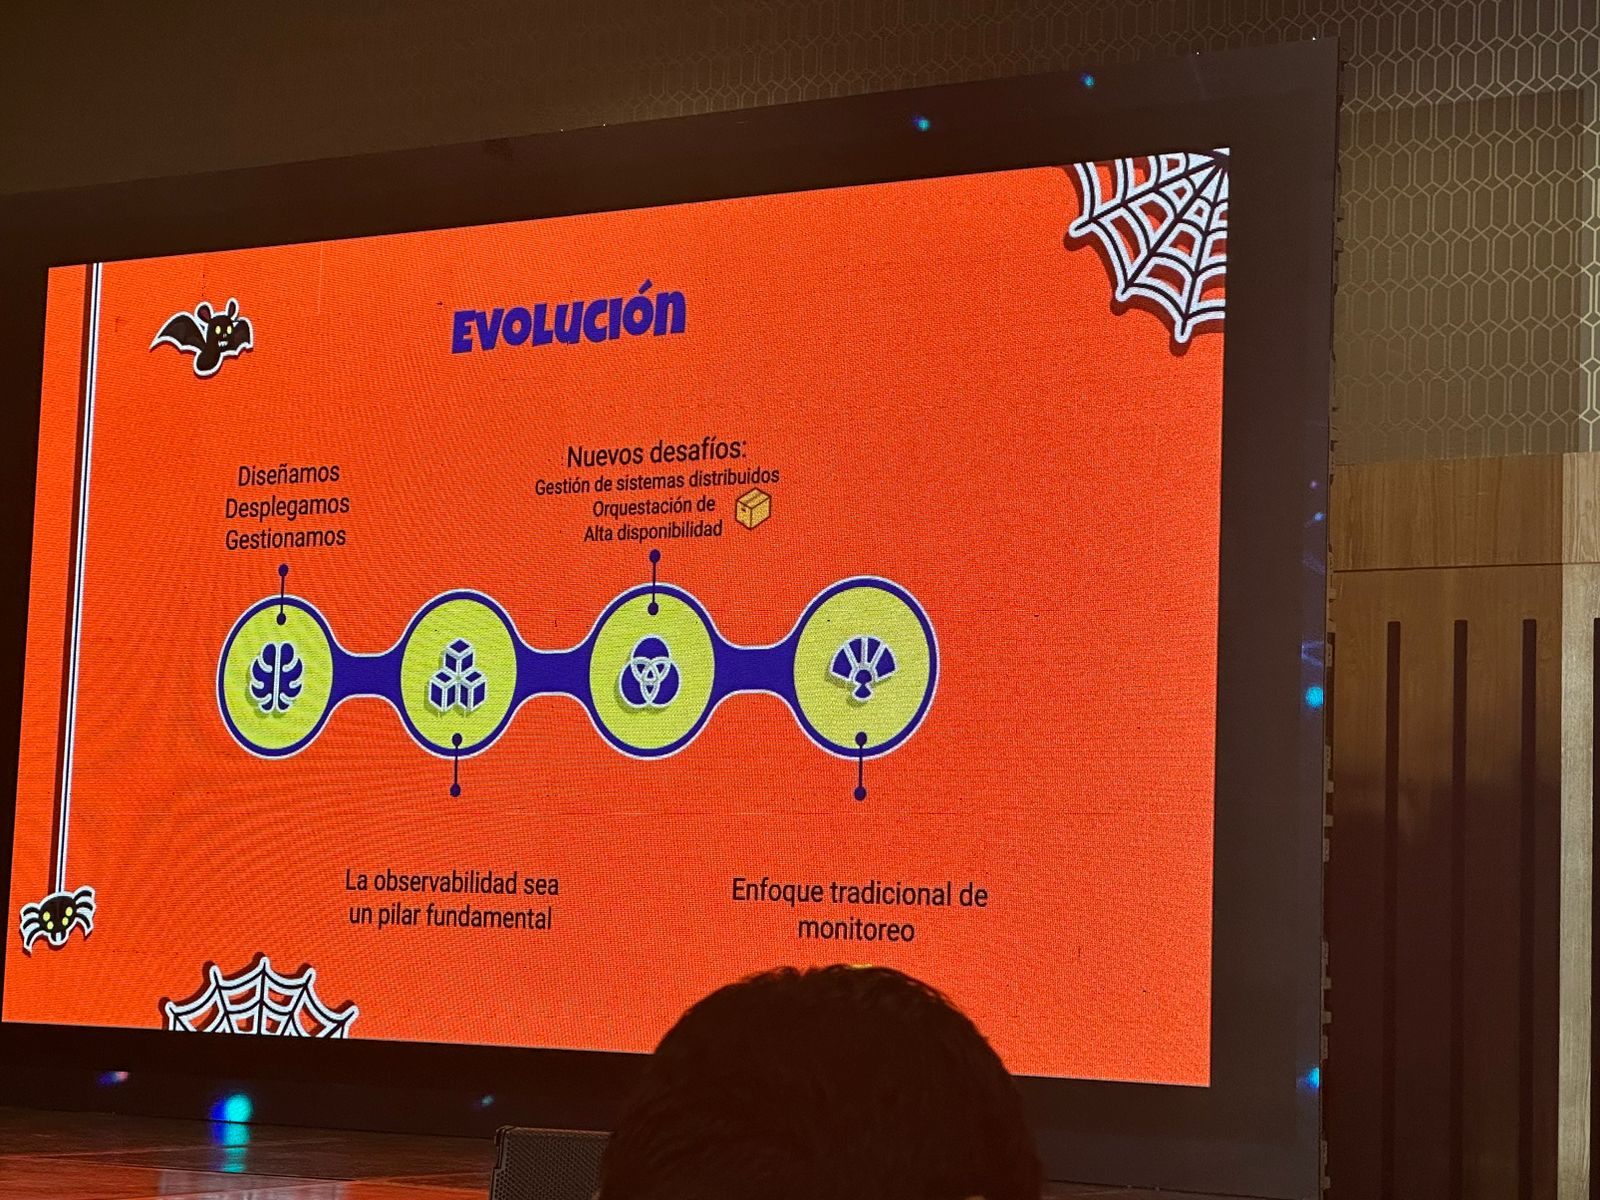 Evolución
Diseñamos
Desplegamos
Gestionamos
Nuevos desafíos:
Gestión de sistemas distribuidos
Orquestación de
Alta disponibilidad
La observabilidad sea
un pilar fundamental
Enfoque tradicional de
monitoreo